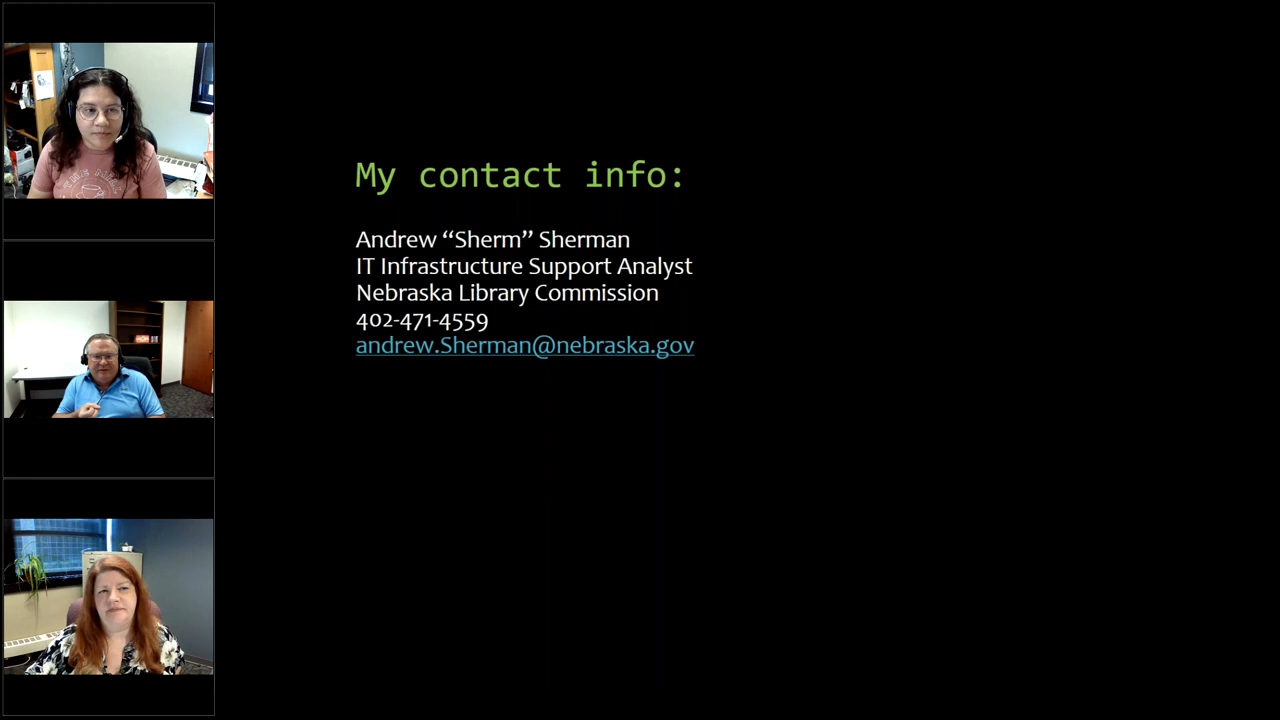 My contact info:
Andrew “Sherm” Sherman
IT Infrastructure Support Analyst
Nebraska Library Commission
402-471-4559
andrew.Sherman@nebraska.gov